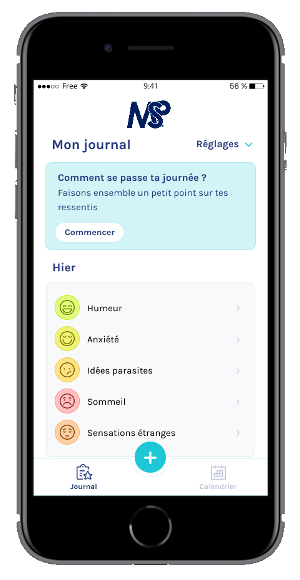 Free 9:41 58 %
MSP
Mon journal Réglages
Comment se passe ta journée ?
Faisons ensemble un petit point sur tes
ressentis
Commencer
Hier
Humeur
Anxiété
Idées parasites
Sommeil
Sensations étranges
Journal Calendrier